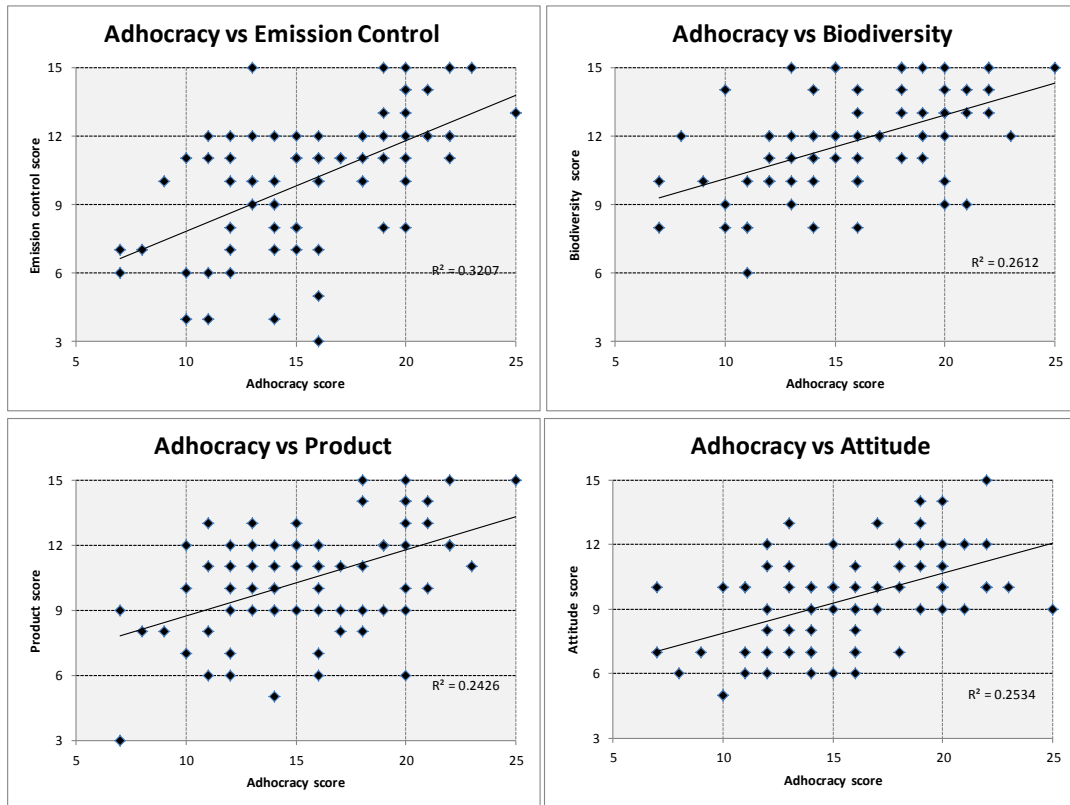 Adhocracy vs Emission Control
15
12
9
6
3
Emission control score
R² = 0.3207
5 10 15 20 25
Adhocracy score
Adhocracy vs Biodiversity
15
12
9
6
3
Biodiversity score
R² = 0.2612
5 10 15 20 25
Adhocracy score
Adhocracy vs Product
15
12
9
6
3
Product score
R² = 0.2426
5 10 15 20 25
Adhocracy score
Adhocracy vs Attitude
15
12
9
6
3
Attitude score
R² = 0.2534
5 10 15 20 25
Adhocracy score